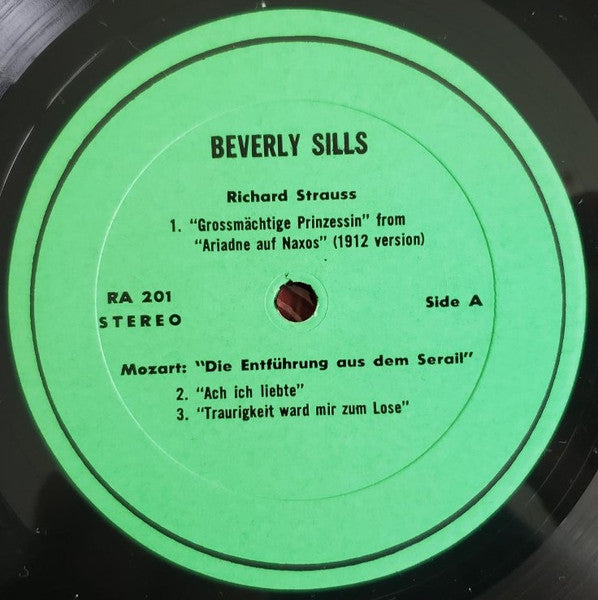 BEVERLY SILLS
Richard Strauss
1. "Grossmächtige Prinzessin" from
"Ariadne auf Naxos" (1912 version)
RA 201
STEREO
Side A
Mozart: "Die Entführung aus dem Serail"
2. "Ach ich liebte"
3. "Traurigkeit ward mir zum Lose"